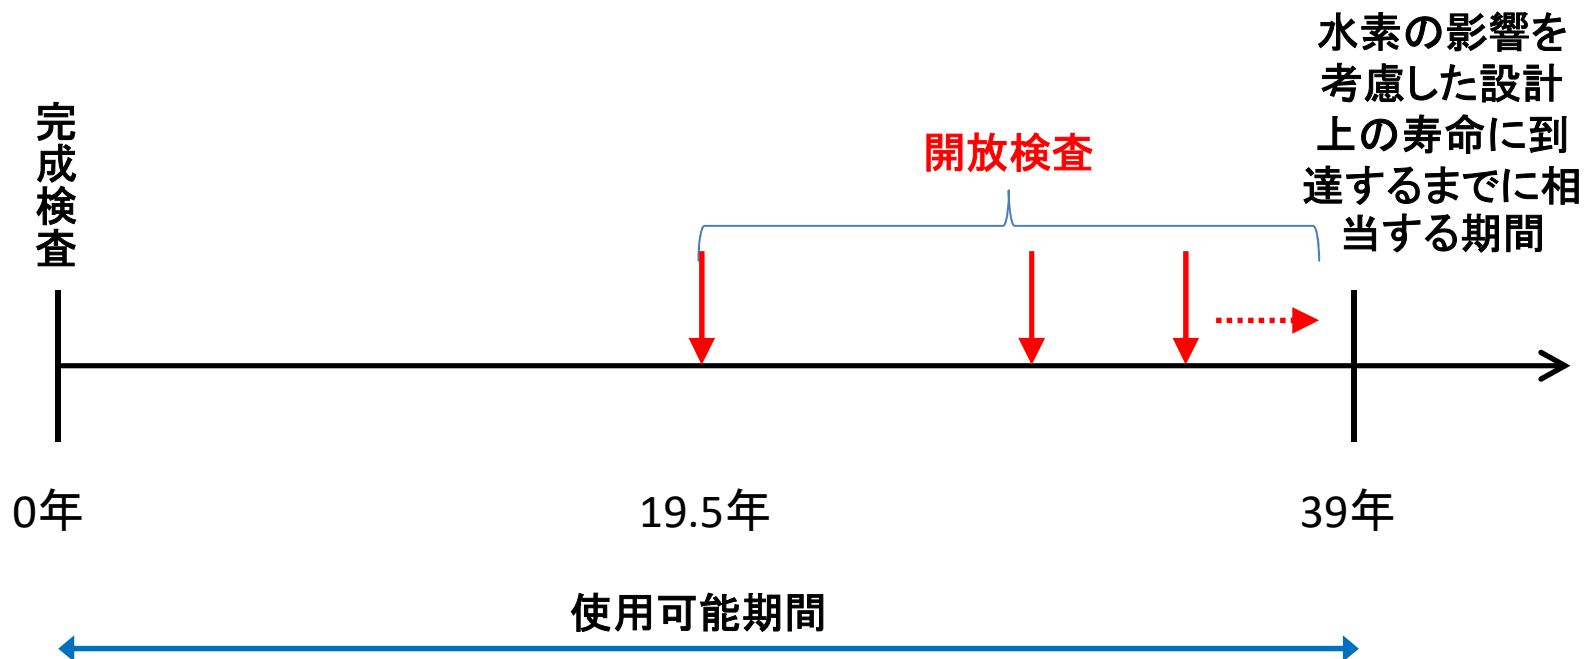 完成検査
開放検査
水素の影響を
考慮した設計
上の寿命に到
達するまでに相
当する期間
0年
19.5年
39年
使用可能期間